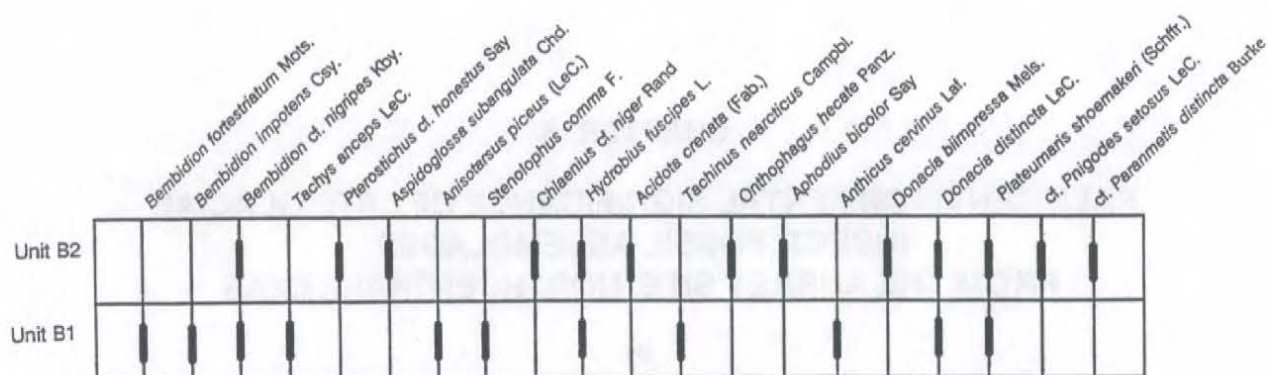 Bembidion fortestriatum Mots.
Bembidion impotens Csy.
Bembidion cf. nigripes Kby.
Tachys anceps LeC.
Pterostichus cf. honestus Say
Aspidoglossa subangulata Chd.
Anisotarsus piceus (LeC.)
Stenolophus comma F.
Chlaenius cf. niger Rand
Hydrobius fuscipes L.
Acidota crenata (Fab.)
Tachinus nearcticus Campbl.
Onthophagus hecate Panz.
Aphodius bicolor Say
Anthicus cervinus Laf.
Donacia biimpressa Mels.
Donacia distincta LeC.
Plateumaris shoemakeri (Schffr.)
cf. Pnigodes setosus LeC.
cf. Paranmetis distincta Burke
Unit B2
Unit B1